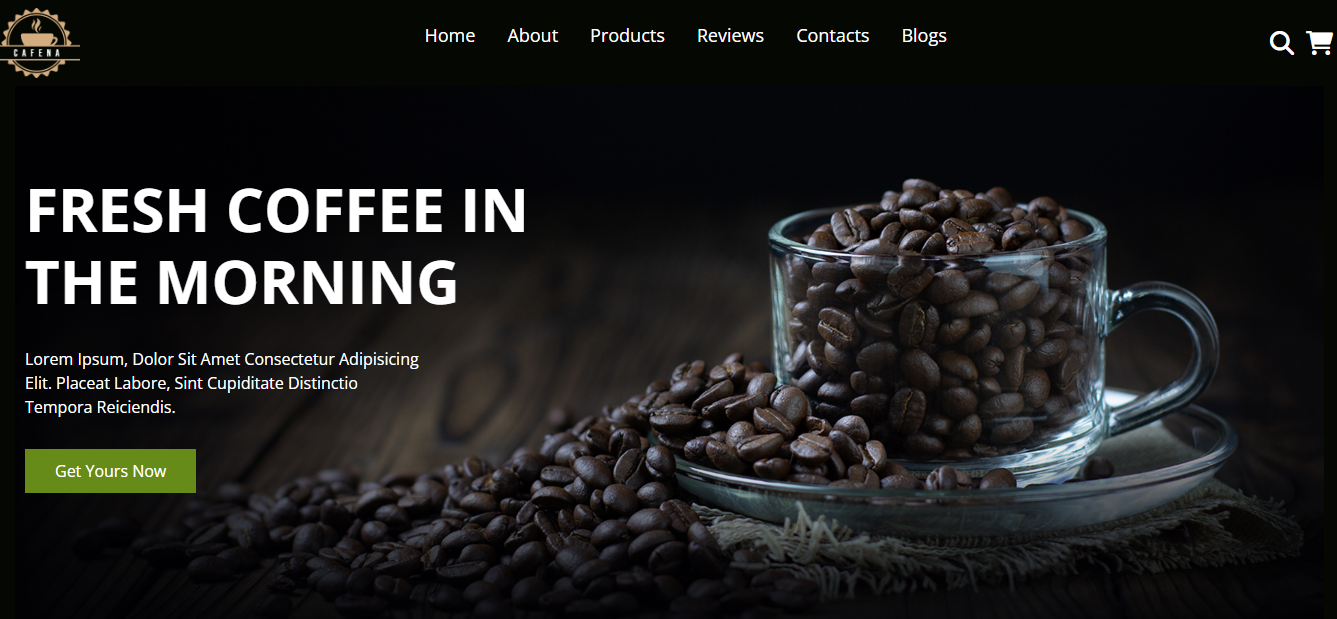 CAFENA
Home About Products Reviews Contacts Blogs
FRESH COFFEE IN
THE MORNING
Lorem Ipsum, Dolor Sit Amet Consectetur Adipisicing
Elit. Placeat Labore, Sint Cupiditate Distinctio
Tempora Reiciendis.
Get Yours Now